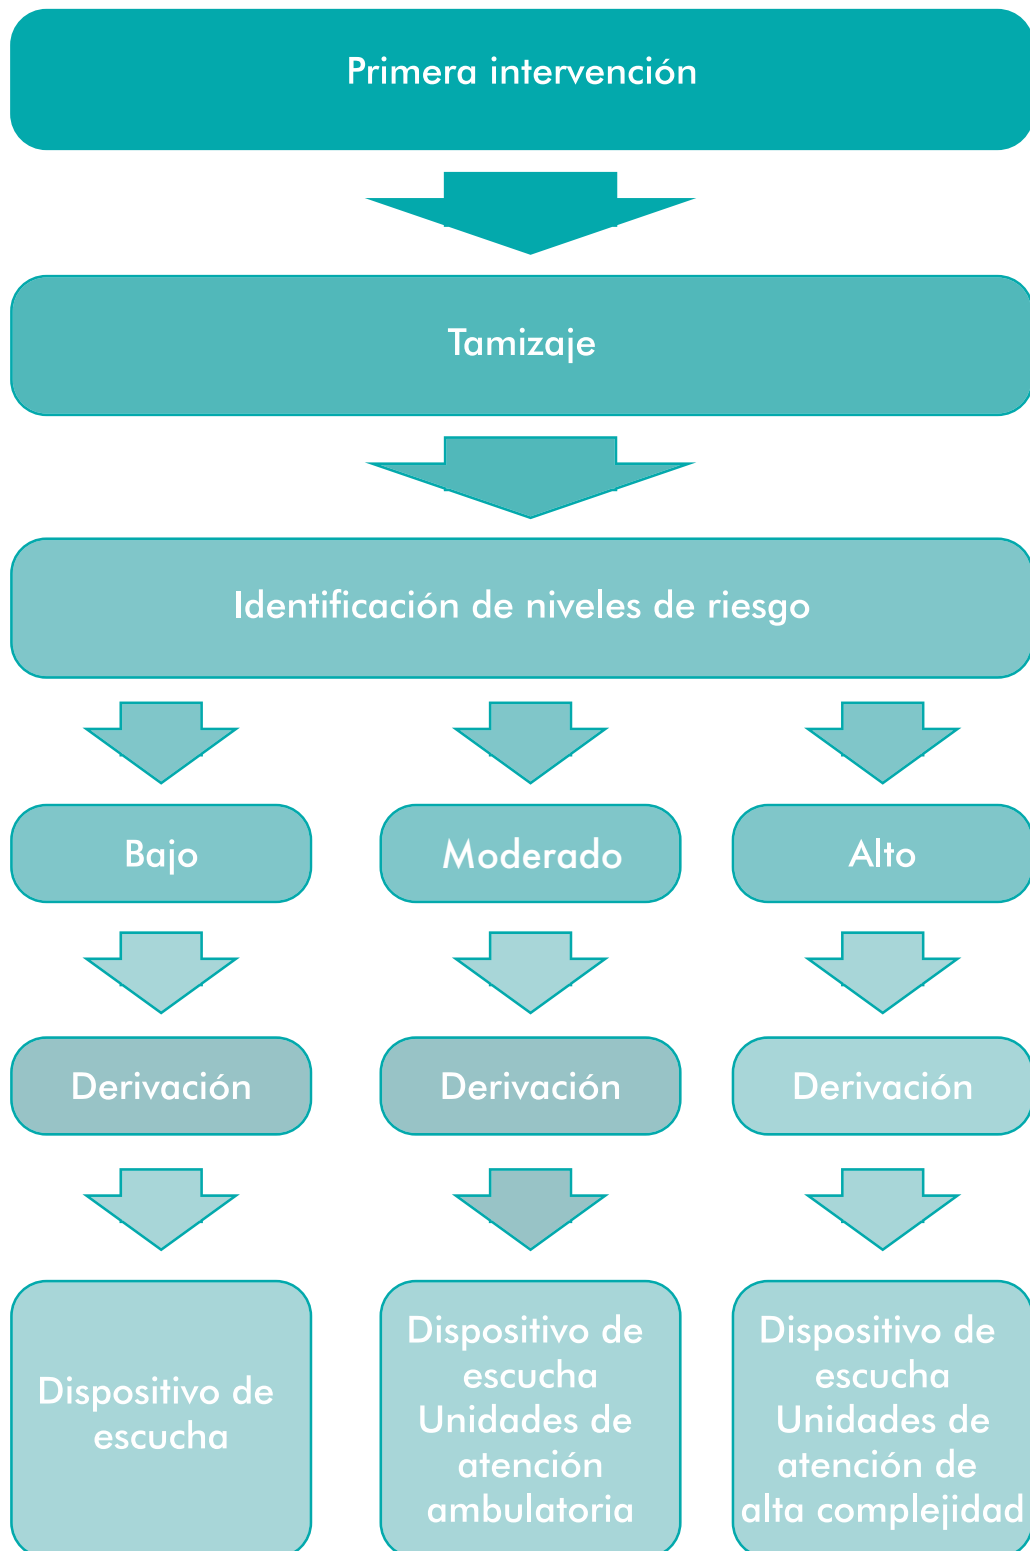 Primera intervención
Tamizaje
Identificación de niveles de riesgo
Bajo
Moderado
Alto
Derivación
Derivación
Derivación
Dispositivo de
escucha
Dispositivo de
escucha
Unidades de
atención
ambulatoria
Dispositivo de
escucha
Unidades de
atención de
alta complejidad